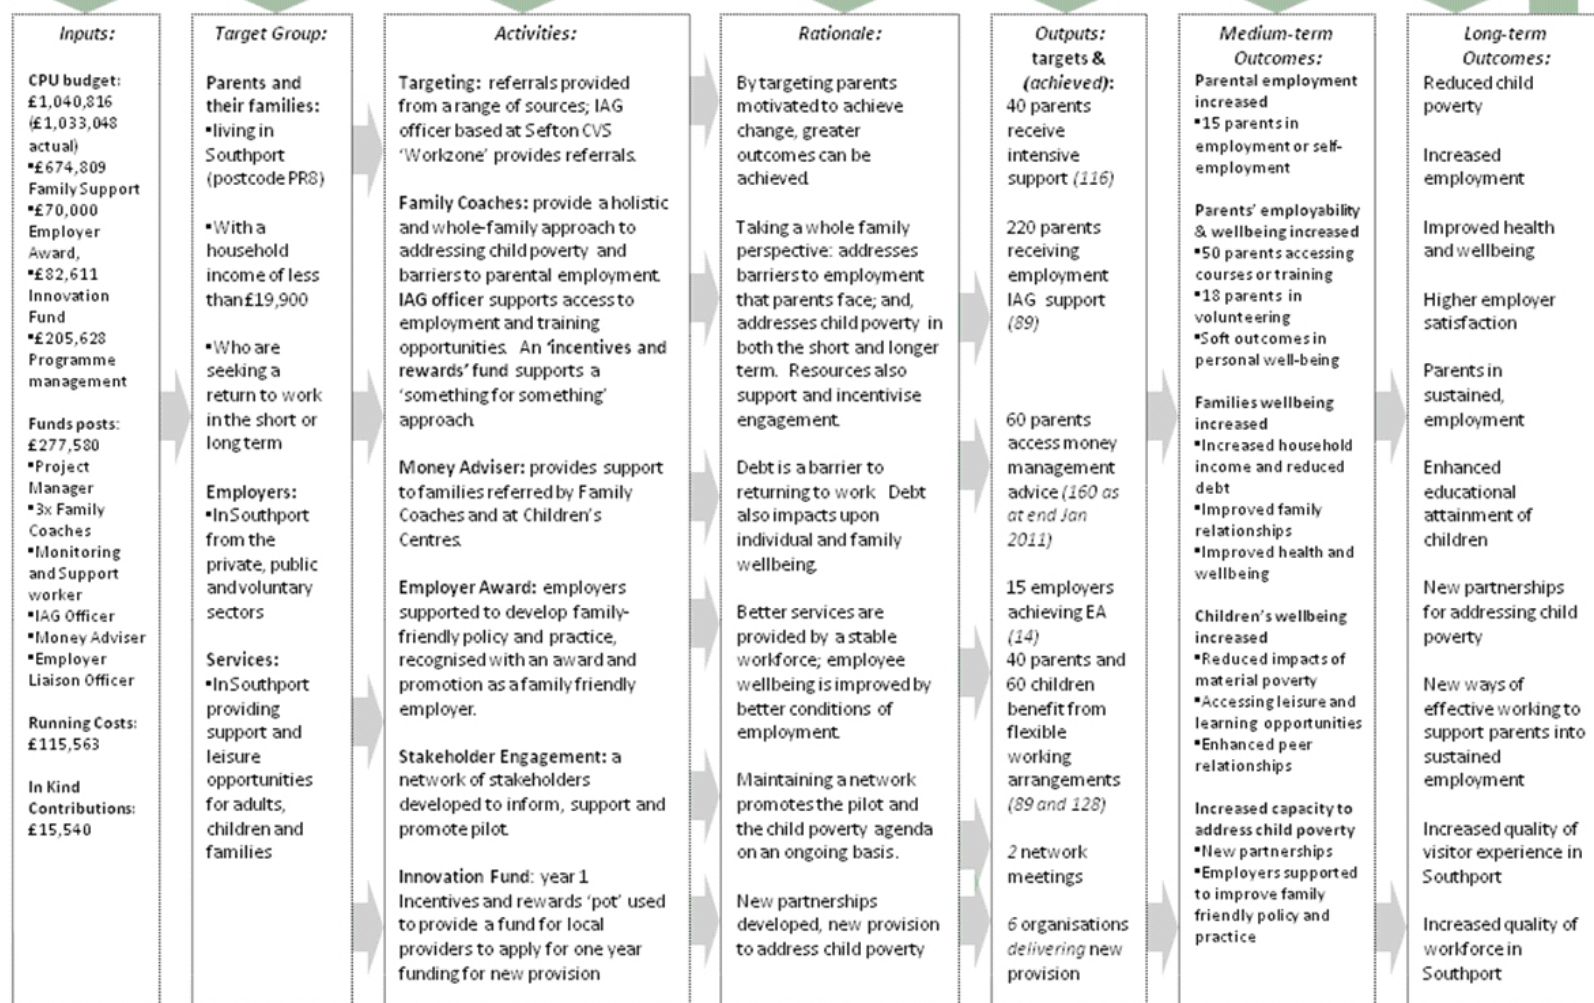 Inputs:
CPU budget:
£1,040,816
(£1,033,048
actual)
▪£674,809
Family Support
▪£70,000
Employer
Award,
▪£82,611
Innovation
Fund
▪£205,628
Programme
management
Funds posts:
£277,580
▪Project
Manager
▪3x Family
Coaches
▪Monitoring
and Support
worker
▪IAG Officer
▪Money Adviser
▪Employer
Liaison Officer
Running Costs:
£115,563
In Kind
Contributions:
£15,540
Target Group:
Parents and
their families:
▪living in
Southport
(postcode PR8)
▪With a
household
income of less
than £19,900
▪Who are
seeking a
return to work
in the short or
long term
Employers:
▪In Southport
from the
private, public
and voluntary
sectors
Services:
▪In Southport
providing
support and
leisure
opportunities
for adults,
children and
families
Activities:
Targeting: referrals provided
from a range of sources; IAG
officer based at Sefton CVS
‘Workzone’ provides referrals.
Family Coaches: provide a holistic
and whole-family approach to
addressing child poverty and
barriers to parental employment.
IAG officer supports access to
employment and training
opportunities. An ‘incentives and
rewards’ fund supports a
‘something for something’
approach.
Money Adviser: provides support
to families referred by Family
Coaches and at Children’s
Centres.
Employer Award: employers
supported to develop family-
friendly policy and practice,
recognised with an award and
promotion as a family friendly
employer.
Stakeholder Engagement: a
network of stakeholders
developed to inform, support and
promote pilot.
Innovation Fund: year 1
Incentives and rewards ‘pot’ used
to provide a fund for local
providers to apply for one year
funding for new provision
Rationale:
By targeting parents
motivated to achieve
change, greater
outcomes can be
achieved.
Taking a whole family
perspective: addresses
barriers to employment
that parents face; and,
addresses child poverty in
both the short and longer
term. Resources also
support and incentivise
engagement.
Debt is a barrier to
returning to work Debt
also impacts upon
individual and family
wellbeing.
Better services are
provided by a stable
workforce; employee
wellbeing is improved by
better conditions of
employment.
Maintaining a network
promotes the pilot and
the child poverty agenda
on an ongoing basis.
New partnerships
developed, new provision
to address child poverty
Outputs:
targets &
(achieved):
40 parents
receive
intensive
support (116)
220 parents
receiving
employment
IAG support
(89)
60 parents
access money
management
advice (160 as
at end Jan
2011)
15 employers
achieving EA
(14)
40 parents and
60 children
benefit from
flexible
working
arrangements
(89 and 128)
2 network
meetings
6 organisations
delivering new
provision
Medium-term
Outcomes:
Parental employment
increased
▪15 parents in
employment or self-
employment
Parents’ employability
& wellbeing increased
▪50 parents accessing
courses or training
▪18 parents in
volunteering
▪Soft outcomes in
personal well-being
Families wellbeing
increased
▪Increased household
income and reduced
debt
▪Improved family
relationships
▪Improved health and
wellbeing
Children’s wellbeing
increased
▪Reduced impacts of
material poverty
▪Accessing leisure and
learning opportunities
▪Enhanced peer
relationships
Increased capacity to
address child poverty
▪New partnerships
▪Employers supported
to improve family
friendly policy and
practice
Long-term
Outcomes:
Reduced child
poverty
Increased
employment
Improved health
and wellbeing
Higher employer
satisfaction
Parents in
sustained,
employment
Enhanced
educational
attainment of
children
New partnerships
for addressing child
poverty
New ways of
effective working to
support parents into
sustained
employment
Increased quality of
visitor experience in
Southport
Increased quality of
workforce in
Southport